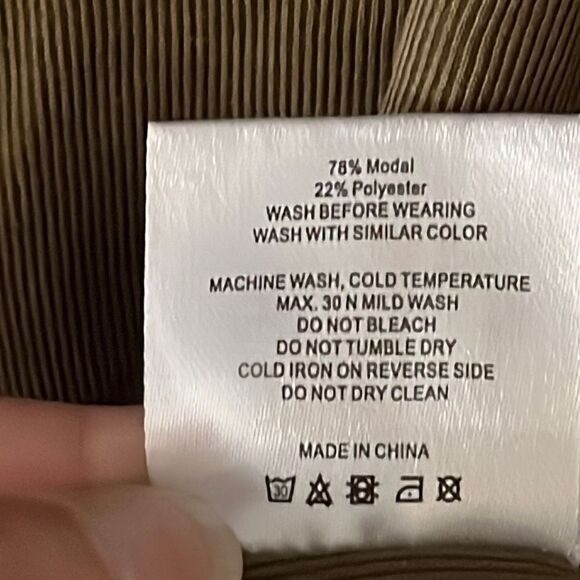 78% Modal
22% Polyester
WASH BEFORE WEARING
WASH WITH SIMILAR COLOR
MACHINE WASH, COLD TEMPERATURE
MAX. 30 N MILD WASH
DO NOT BLEACH
DO NOT TUMBLE DRY
COLD IRON ON REVERSE SIDE
DO NOT DRY CLEAN
MADE IN CHINA
30